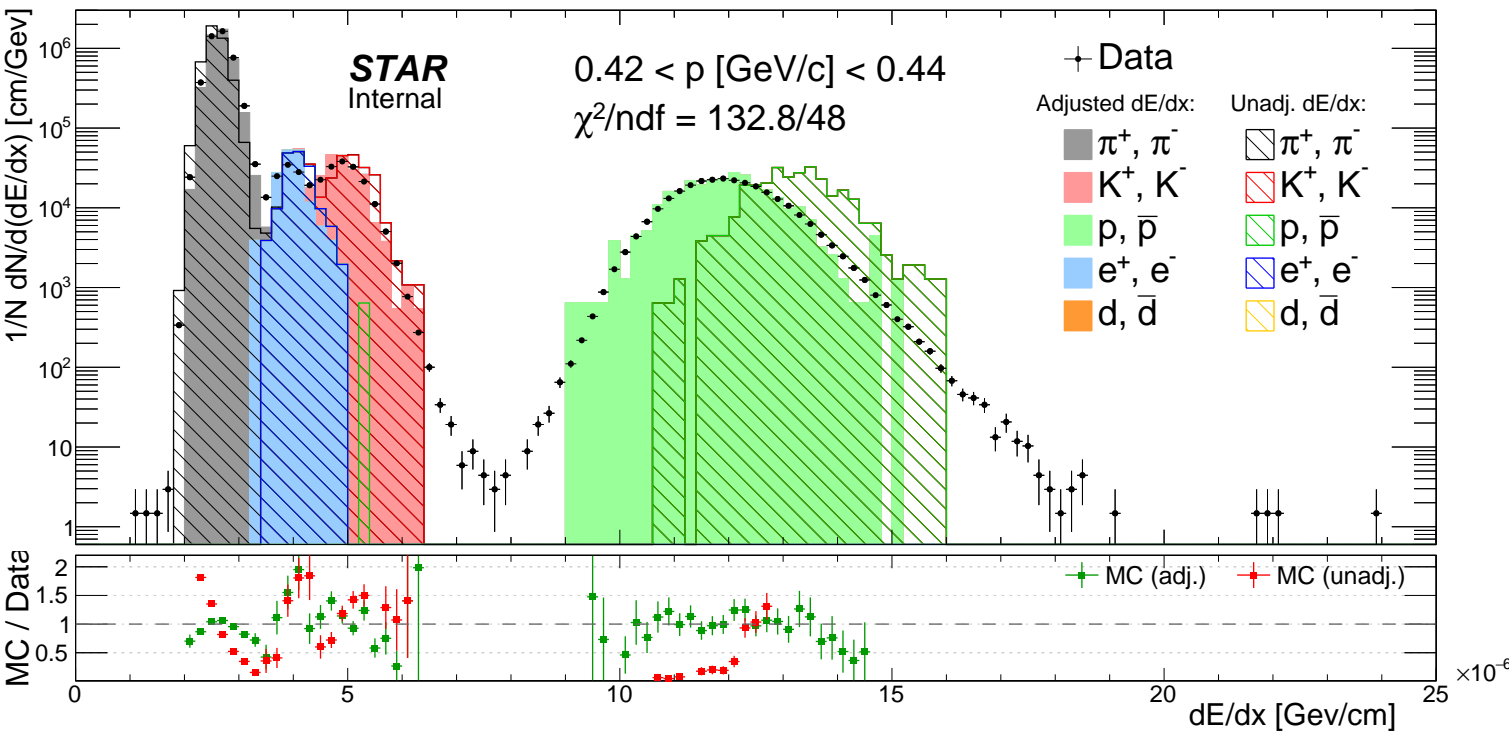 1/N dN/d(dE/dx) [cm/Gev]
10⁶
10⁵
10⁴
10³
10²
10
1
STAR
Internal
0.42 < p [GeV/c] < 0.44
χ²/ndf = 132.8/48
Data
Adjusted dE/dx: Unadj. dE/dx:
π⁺, π⁻ π⁺, π⁻
K⁺, K⁻ K⁺, K⁻
p, p̅ p, p̅
e⁺, e⁻ e⁺, e⁻
d, d̅ d, d̅
MC / Data
2
1.5
1
0.5
MC (adj.) MC (unadj.)
0 5 10 15 20 25
×10⁻⁶
dE/dx [Gev/cm]